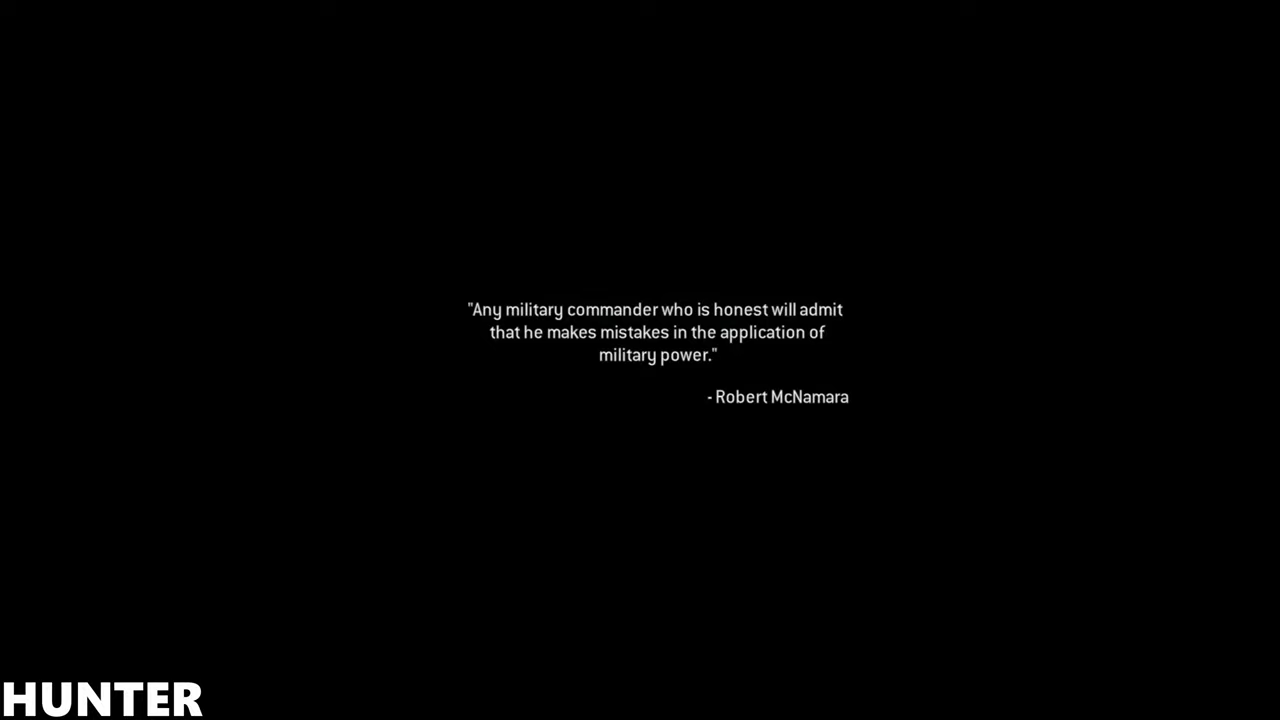 "Any military commander who is honest will admit
that he makes mistakes in the application of
military power."
- Robert McNamara
HUNTER